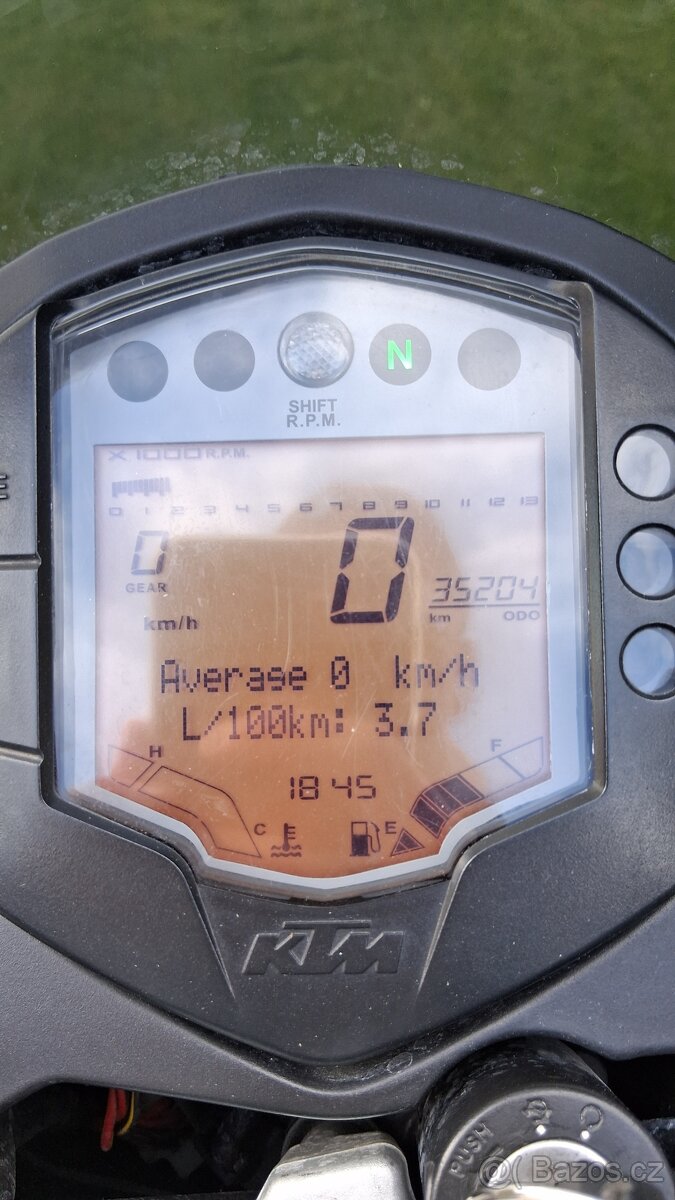 N
SHIFT
R.P.M.
X1000 R.P.M.
0 1 2 3 4 5 6 7 8 9 10 11 12 13
E
0
GEAR
0
35204
km ODO
km/h
Average 0 km/h
L/100km: 3.7
H F
18 45
C E
KTM
PUSH
Bazos.cz